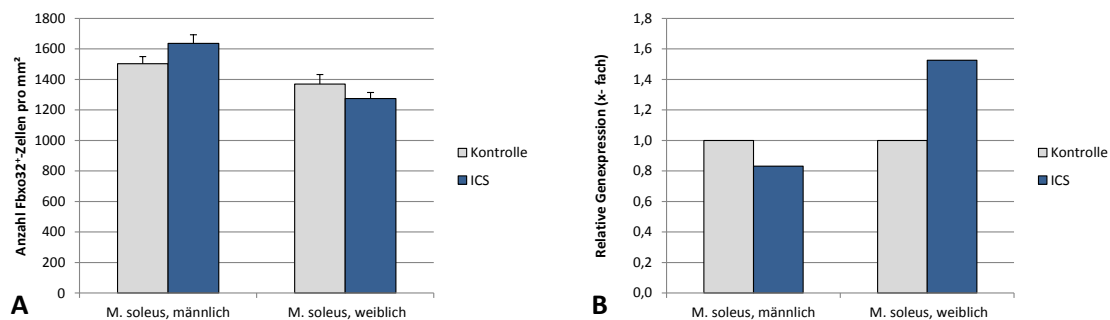 Anzahl Fbxo32⁺-Zellen pro mm²
1800
1600
1400
1200
1000
800
600
400
200
0
M. soleus, männlich
M. soleus, weiblich
Kontrolle
ICS
A
Relative Genexpression (x- fach)
1,8
1,6
1,4
1,2
1,0
0,8
0,6
0,4
0,2
0,0
M. soleus, männlich
M. soleus, weiblich
Kontrolle
ICS
B